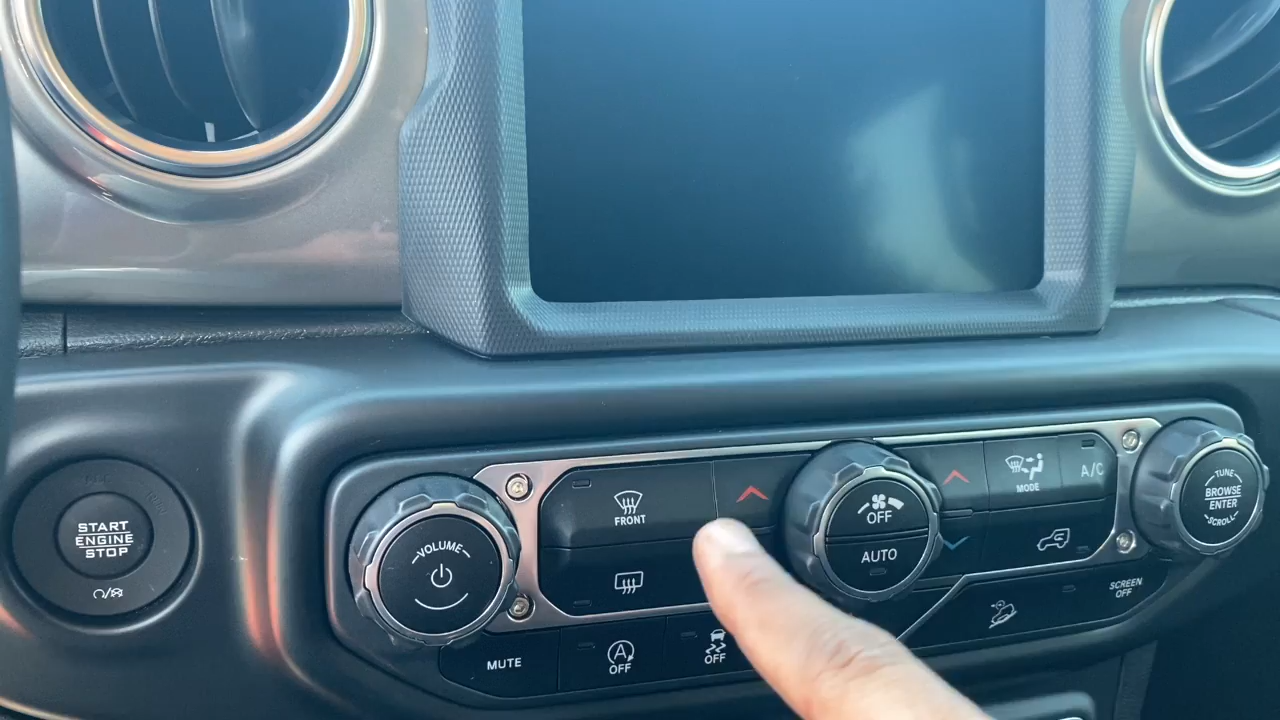 START
ENGINE
STOP
VOLUME
FRONT
OFF
AUTO
MODE
A/C
TUNE
BROWSE
ENTER
SCROLL
MUTE
A
OFF
OFF
SCREEN
OFF